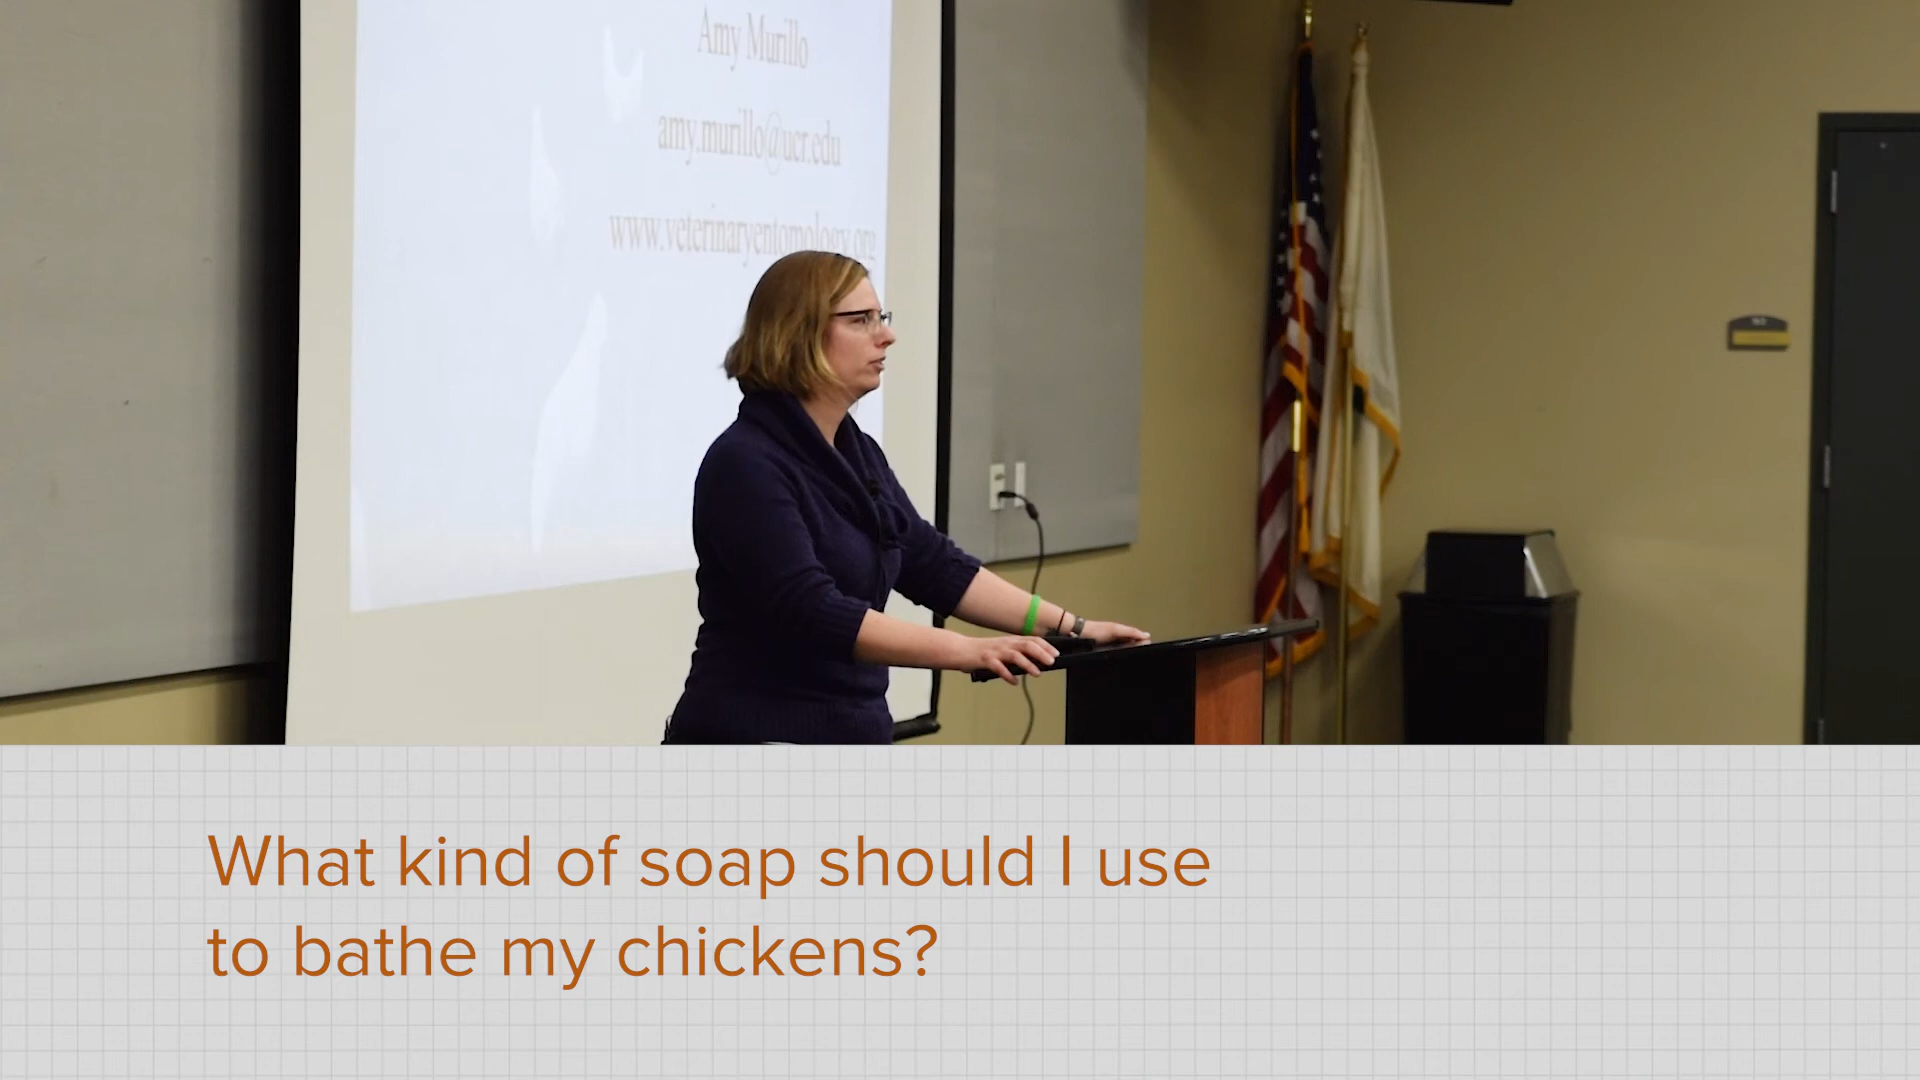 Amy Murillo
amy.murillo@ucr.edu
www.veterinaryentomology.org
What kind of soap should I use
to bathe my chickens?